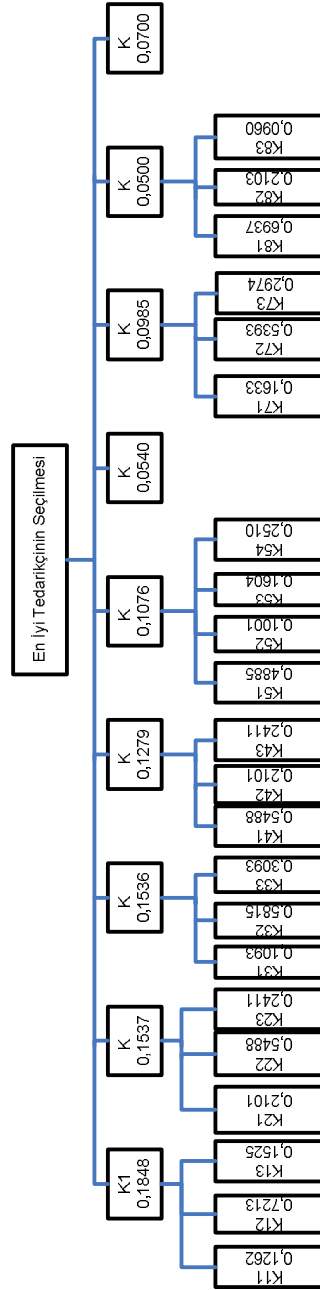 En İyi Tedarikçinin Seçilmesi
K1
0,1848
K
0,1537
K
0,1536
K
0,1279
K
0,1076
K
0,0540
K
0,0985
K
0,0500
K
0,0700
K11
0,1262
K12
0,7213
K13
0,1525
K21
0,2101
K22
0,5488
K23
0,2411
K31
0,1093
K32
0,5815
K33
0,3093
K41
0,5488
K42
0,2101
K43
0,2411
K51
0,4885
K52
0,1001
K53
0,1604
K54
0,2510
K71
0,1633
K72
0,5393
K73
0,2974
K81
0,6937
K82
0,2103
K83
0,0960